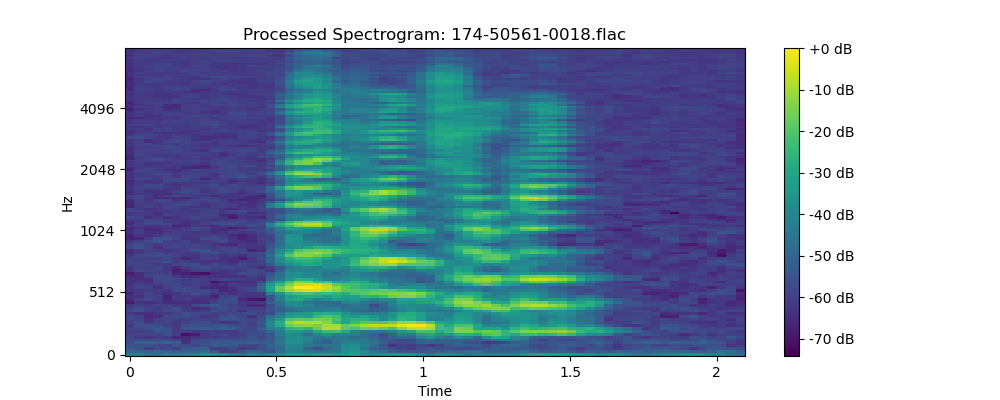 Processed Spectrogram: 174-50561-0018.flac
Hz
4096
2048
1024
512
0
0
0.5
1
1.5
2
Time
+0 dB
-10 dB
-20 dB
-30 dB
-40 dB
-50 dB
-60 dB
-70 dB